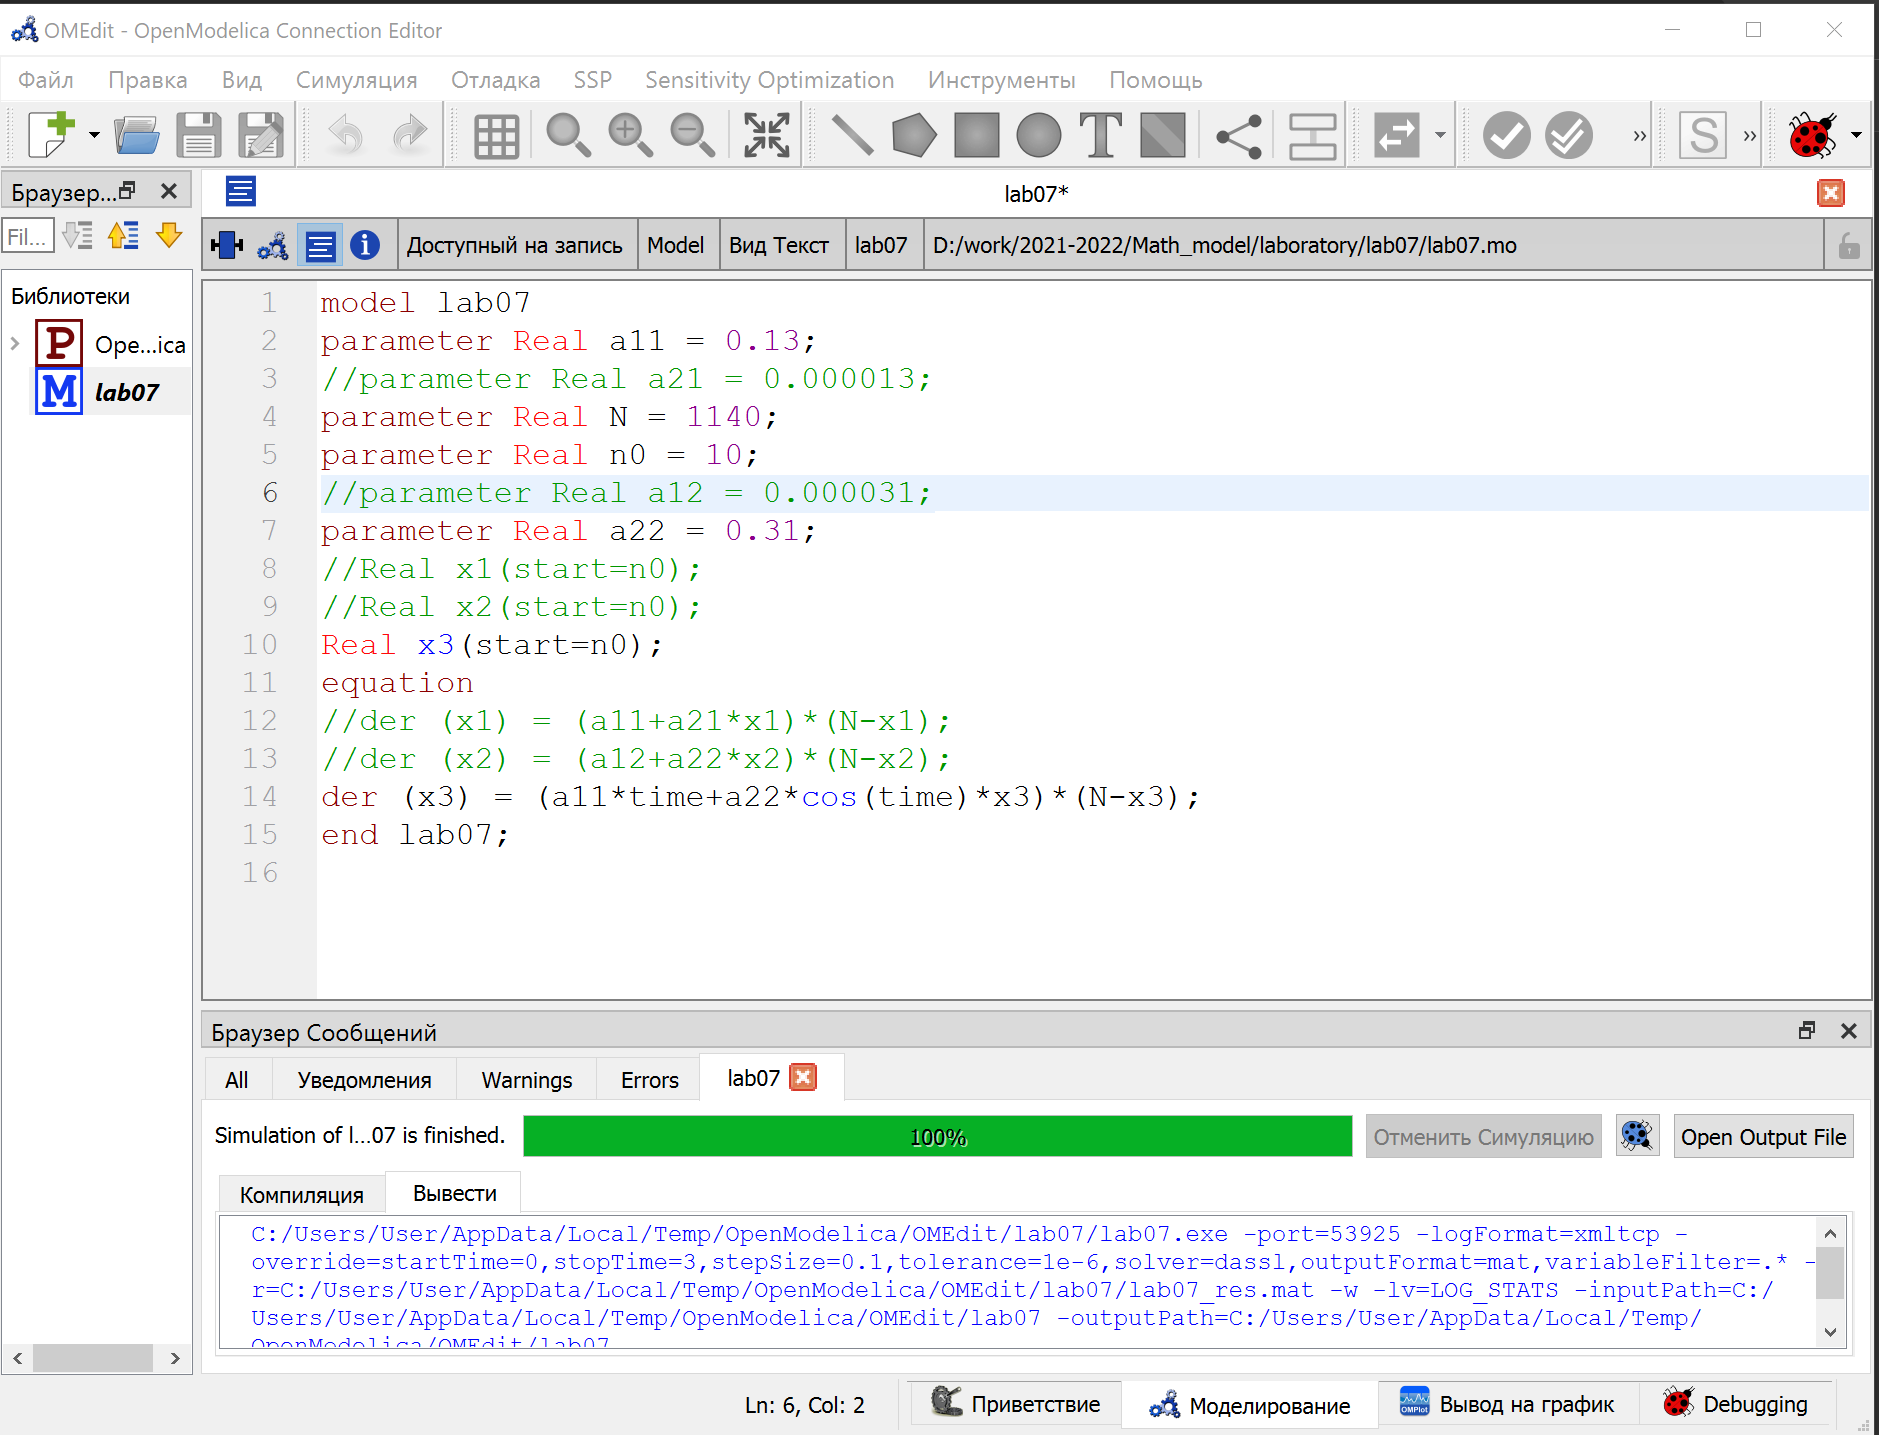 OMEdit - OpenModelica Connection Editor
Файл Правка Вид Симуляция Отладка SSP Sensitivity Optimization Инструменты Помощь
Браузер...
lab07*
Fil...
Доступный на запись Model Вид Текст lab07 D:/work/2021-2022/Math_model/laboratory/lab07/lab07.mo
Библиотеки
P Ope...ica
M lab07
1 model lab07
2 parameter Real a11 = 0.13;
3 //parameter Real a21 = 0.000013;
4 parameter Real N = 1140;
5 parameter Real n0 = 10;
6 //parameter Real a12 = 0.000031;
7 parameter Real a22 = 0.31;
8 //Real x1(start=n0);
9 //Real x2(start=n0);
10 Real x3(start=n0);
11 equation
12 //der (x1) = (a11+a21*x1)*(N-x1);
13 //der (x2) = (a12+a22*x2)*(N-x2);
14 der (x3) = (a11*time+a22*cos(time)*x3)*(N-x3);
15 end lab07;
16
Браузер Сообщений
All Уведомления Warnings Errors lab07
Simulation of l...07 is finished. 100% Отменить Симуляцию Open Output File
Компиляция Вывести
C:/Users/User/AppData/Local/Temp/OpenModelica/OMEdit/lab07/lab07.exe -port=53925 -logFormat=xmltcp -
override=startTime=0,stopTime=3,stepSize=0.1,tolerance=1e-6,solver=dassl,outputFormat=mat,variableFilter=.* -
r=C:/Users/User/AppData/Local/Temp/OpenModelica/OMEdit/lab07/lab07_res.mat -w -lv=LOG_STATS -inputPath=C:/
Users/User/AppData/Local/Temp/OpenModelica/OMEdit/lab07 -outputPath=C:/Users/User/AppData/Local/Temp/
OpenModelica/OMEdit/lab07
Ln: 6, Col: 2 Приветствие Моделирование OMPlot Вывод на график Debugging